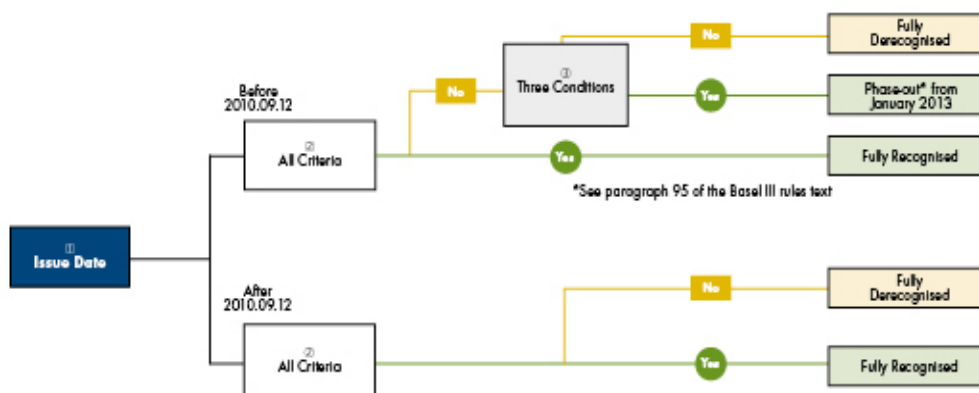 No
Fully
Derecognised
①
Three Conditions
Before
2010.09.12
No
Yes
Phase-out* from
January 2013
②
All Criteria
Yes
Fully Recognised
*See paragraph 95 of the Basel III rules text
①
Issue Date
After
2010.09.12
No
Fully
Derecognised
②
All Criteria
Yes
Fully Recognised